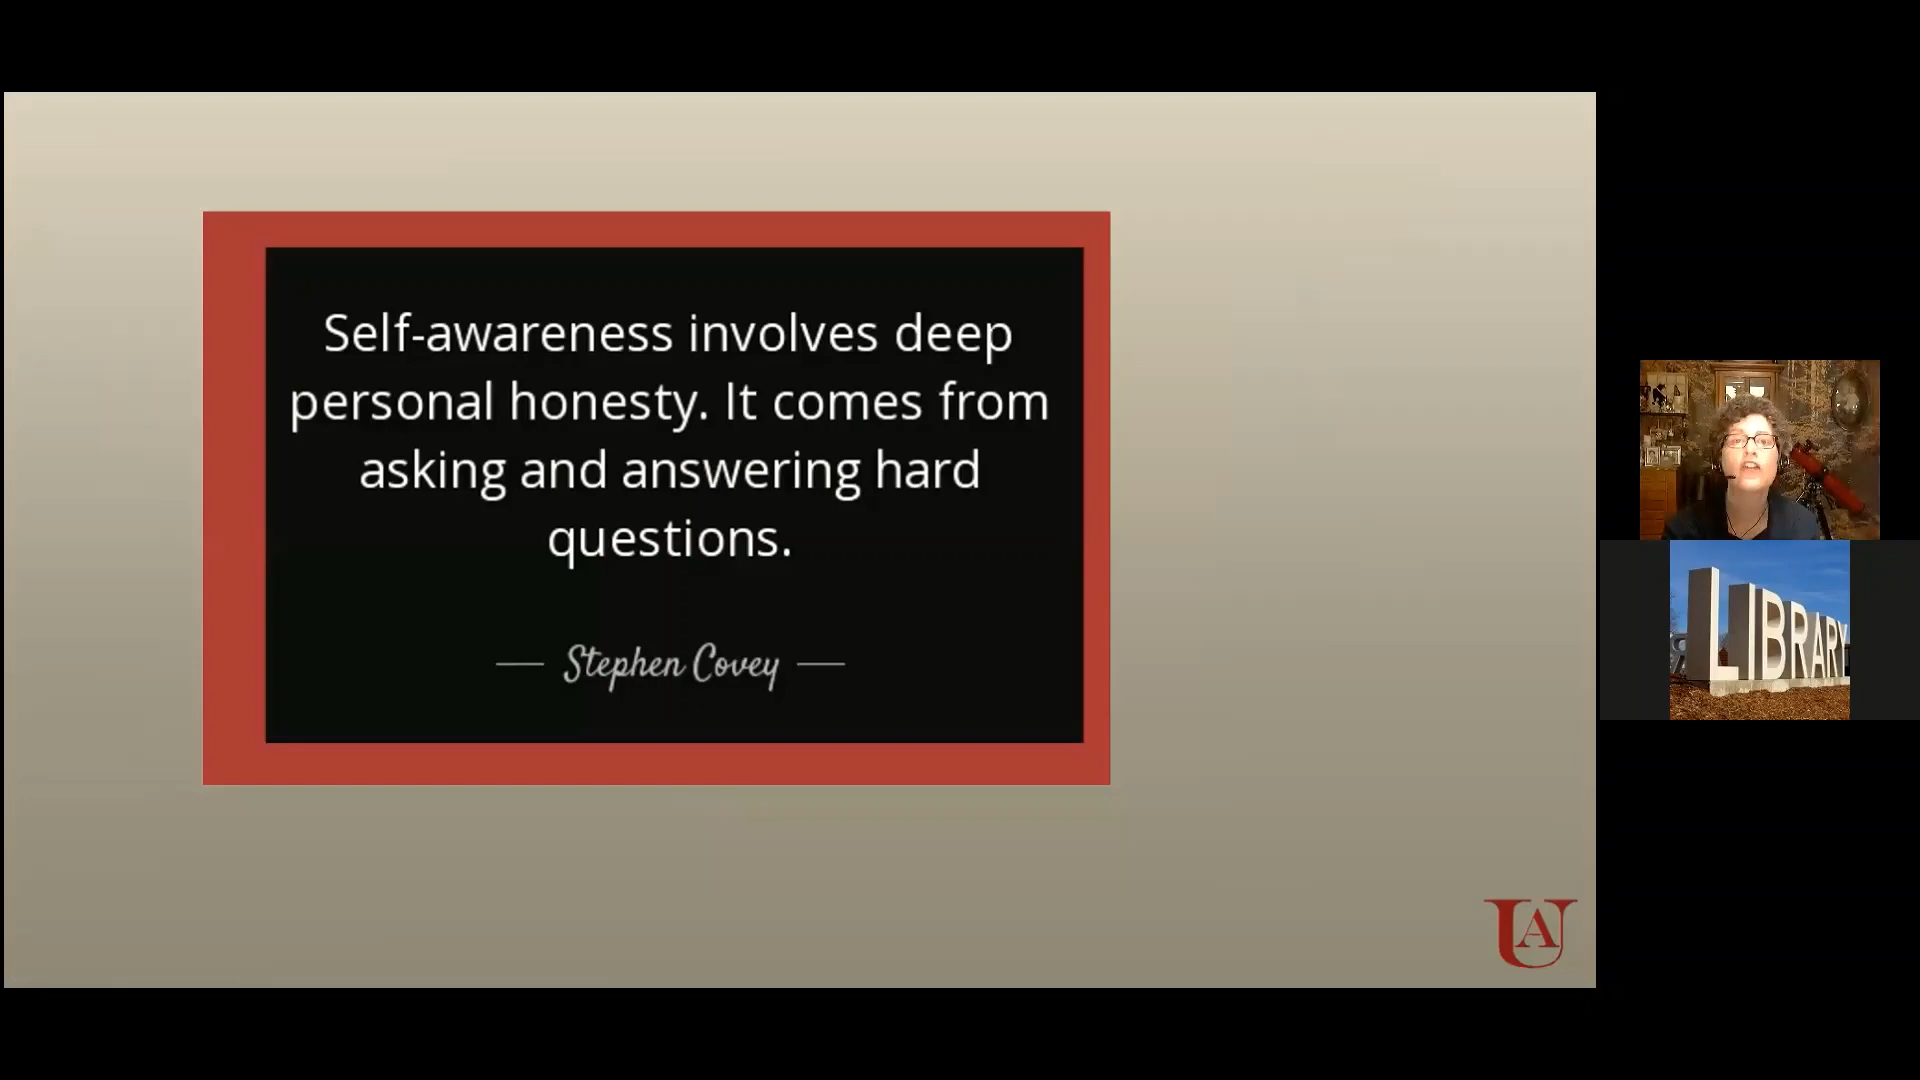 Self-awareness involves deep
personal honesty. It comes from
asking and answering hard
questions.
— Stephen Covey —
LIBRARY
UA